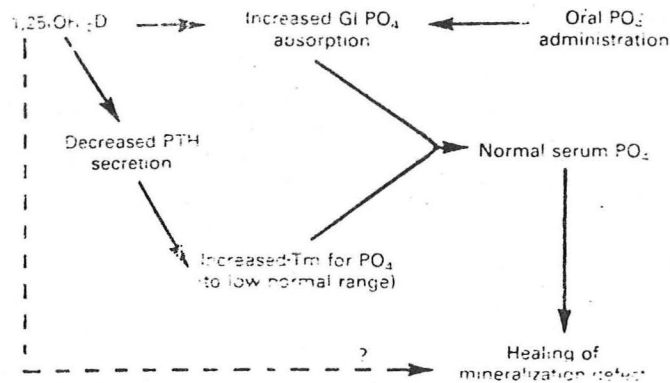 1,25(OH)2D
Increased GI PO4
absorption
Oral PO4
administration
Decreased PTH
secretion
Normal serum PO4
Increased Tm for PO4
(to low normal range)
?
Healing of
mineralization defect